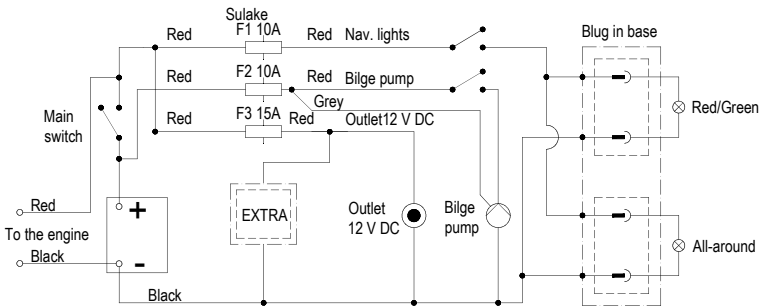 Sulake
Red
F1 10A
Red
Nav. lights
Blug in base
Red
F2 10A
Red
Bilge pump
Grey
Main
switch
Red
F3 15A
Red
Outlet12 V DC
Red/Green
Red
+
EXTRA
Outlet
12 V DC
Bilge
pump
To the engine
Black
-
All-around
Black